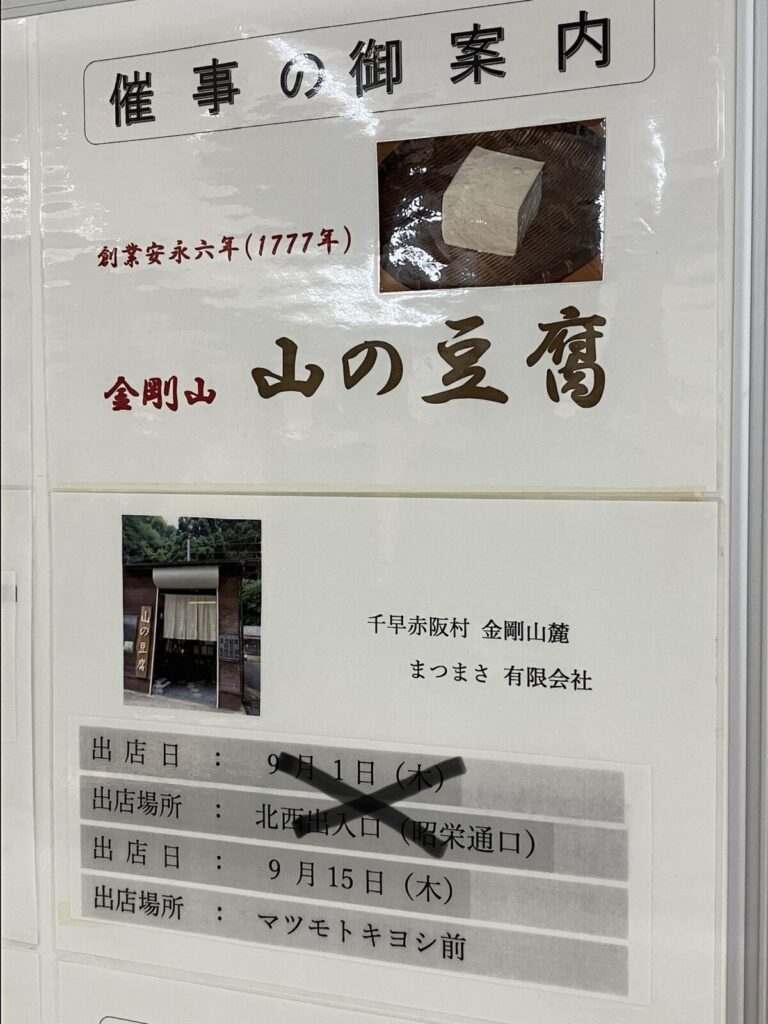 催事の御案内
創業安永六年(1777年)
金剛山 山の豆腐
山の豆腐
千早赤阪村 金剛山麓
まつまさ 有限会社
出店日 : 9月1日(木)
出店場所 : 北西出入口(昭栄通口)
出店日 : 9月15日(木)
出店場所 : マツモトキヨシ前